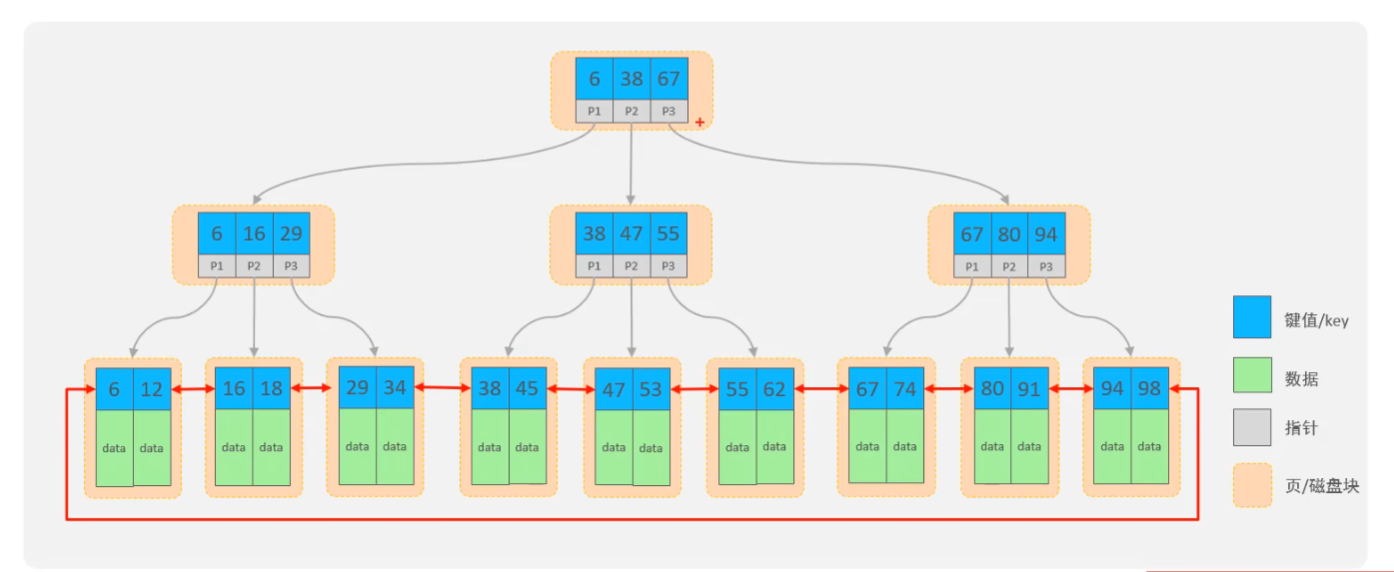 6 38 67
P1 P2 P3
+
6 16 29
P1 P2 P3
38 47 55
P1 P2 P3
67 80 94
P1 P2 P3
6 12
data data
16 18
data data
29 34
data data
38 45
data data
47 53
data data
55 62
data data
67 74
data data
80 91
data data
94 98
data data
键值/key
数据
指针
页/磁盘块